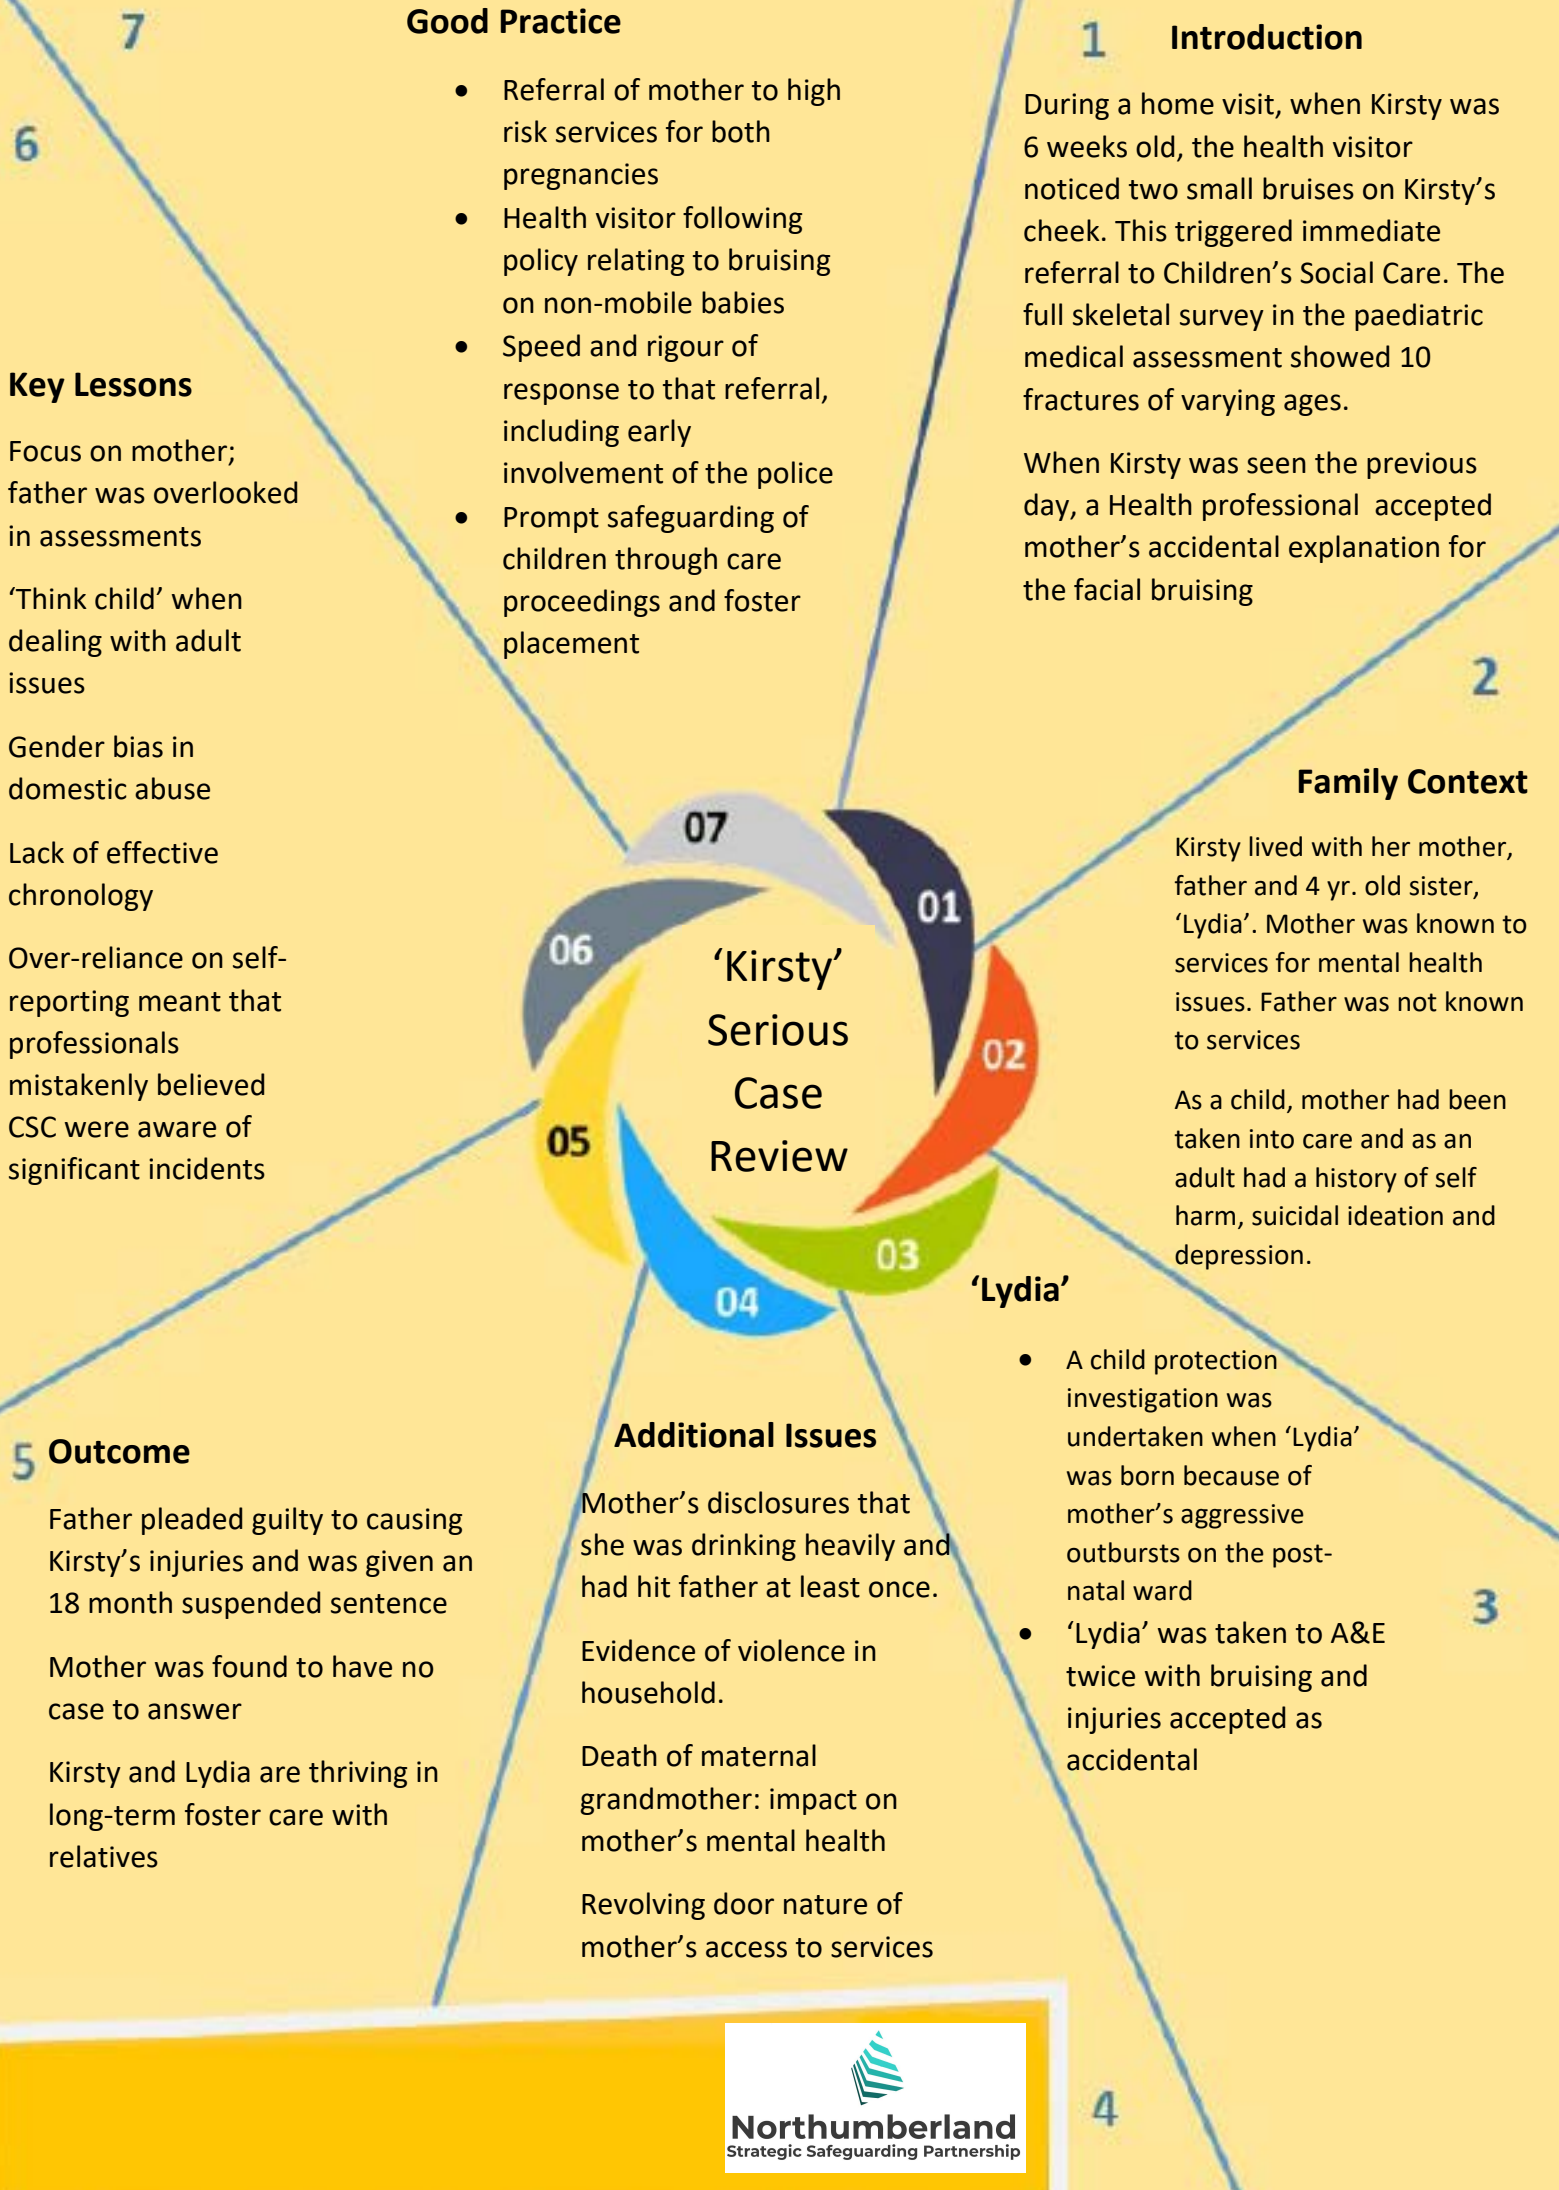 1
Introduction
During a home visit, when Kirsty was
6 weeks old, the health visitor
noticed two small bruises on Kirsty’s
cheek. This triggered immediate
referral to Children’s Social Care. The
full skeletal survey in the paediatric
medical assessment showed 10
fractures of varying ages.
When Kirsty was seen the previous
day, a Health professional accepted
mother’s accidental explanation for
the facial bruising
2
Family Context
Kirsty lived with her mother,
father and 4 yr. old sister,
‘Lydia’. Mother was known to
services for mental health
issues. Father was not known
to services
As a child, mother had been
taken into care and as an
adult had a history of self
harm, suicidal ideation and
depression.
‘Lydia’
• A child protection
investigation was
undertaken when ‘Lydia’
was born because of
mother’s aggressive
outbursts on the post-
natal ward
• ‘Lydia’ was taken to A&E
twice with bruising and
injuries accepted as
accidental
3
Additional Issues
Mother’s disclosures that
she was drinking heavily and
had hit father at least once.
Evidence of violence in
household.
Death of maternal
grandmother: impact on
mother’s mental health
Revolving door nature of
mother’s access to services
4
5 Outcome
Father pleaded guilty to causing
Kirsty’s injuries and was given an
18 month suspended sentence
Mother was found to have no
case to answer
Kirsty and Lydia are thriving in
long-term foster care with
relatives
6
Key Lessons
Focus on mother;
father was overlooked
in assessments
‘Think child’ when
dealing with adult
issues
Gender bias in
domestic abuse
Lack of effective
chronology
Over-reliance on self-
reporting meant that
professionals
mistakenly believed
CSC were aware of
significant incidents
7
Good Practice
• Referral of mother to high
risk services for both
pregnancies
• Health visitor following
policy relating to bruising
on non-mobile babies
• Speed and rigour of
response to that referral,
including early
involvement of the police
• Prompt safeguarding of
children through care
proceedings and foster
placement
01
02
03
04
05
06
07
‘Kirsty’
Serious
Case
Review
Northumberland
Strategic Safeguarding Partnership